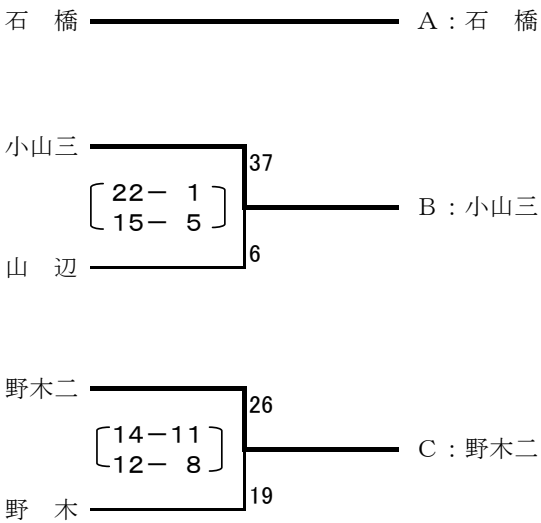 石　橋
A：石　橋
小山三
37
22－ 1
15－ 5
B：小山三
6
山　辺
野木二
26
14－11
12－ 8
C：野木二
19
野　木